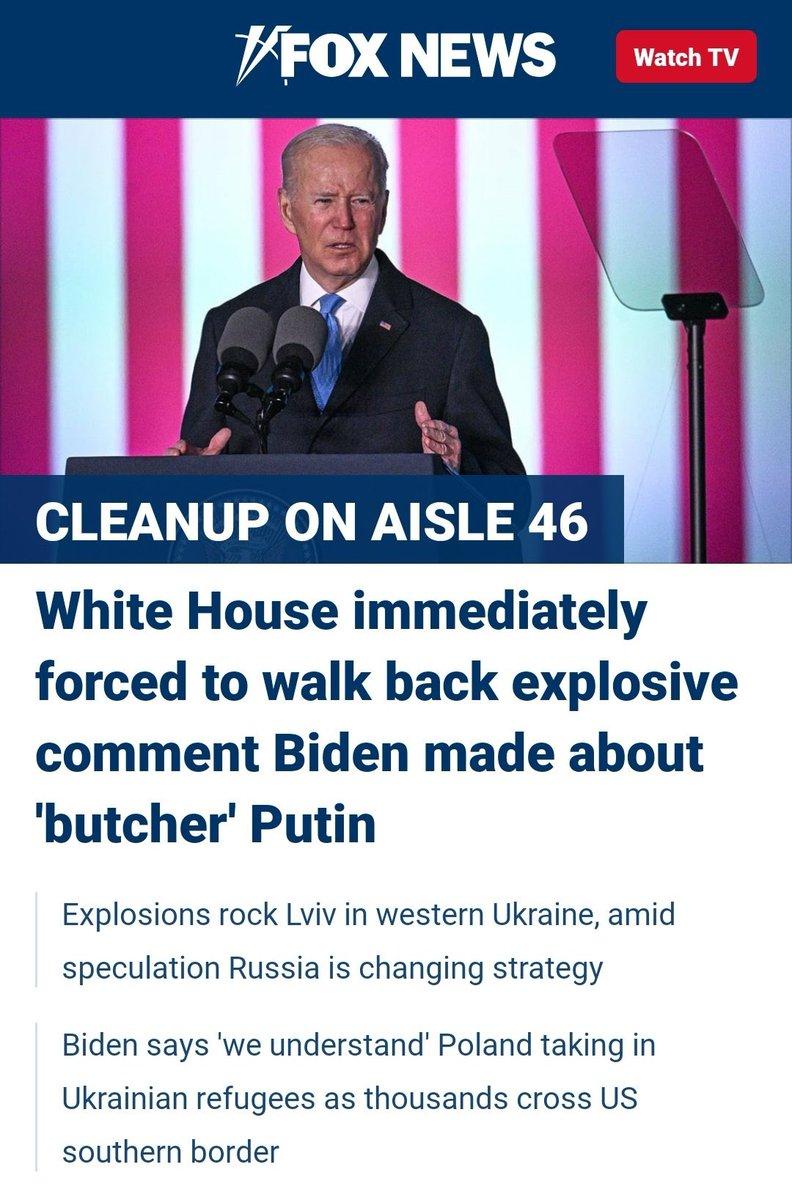 FOX NEWS
Watch TV
CLEANUP ON AISLE 46
White House immediately
forced to walk back explosive
comment Biden made about
'butcher' Putin
Explosions rock Lviv in western Ukraine, amid
speculation Russia is changing strategy
Biden says 'we understand' Poland taking in
Ukrainian refugees as thousands cross US
southern border